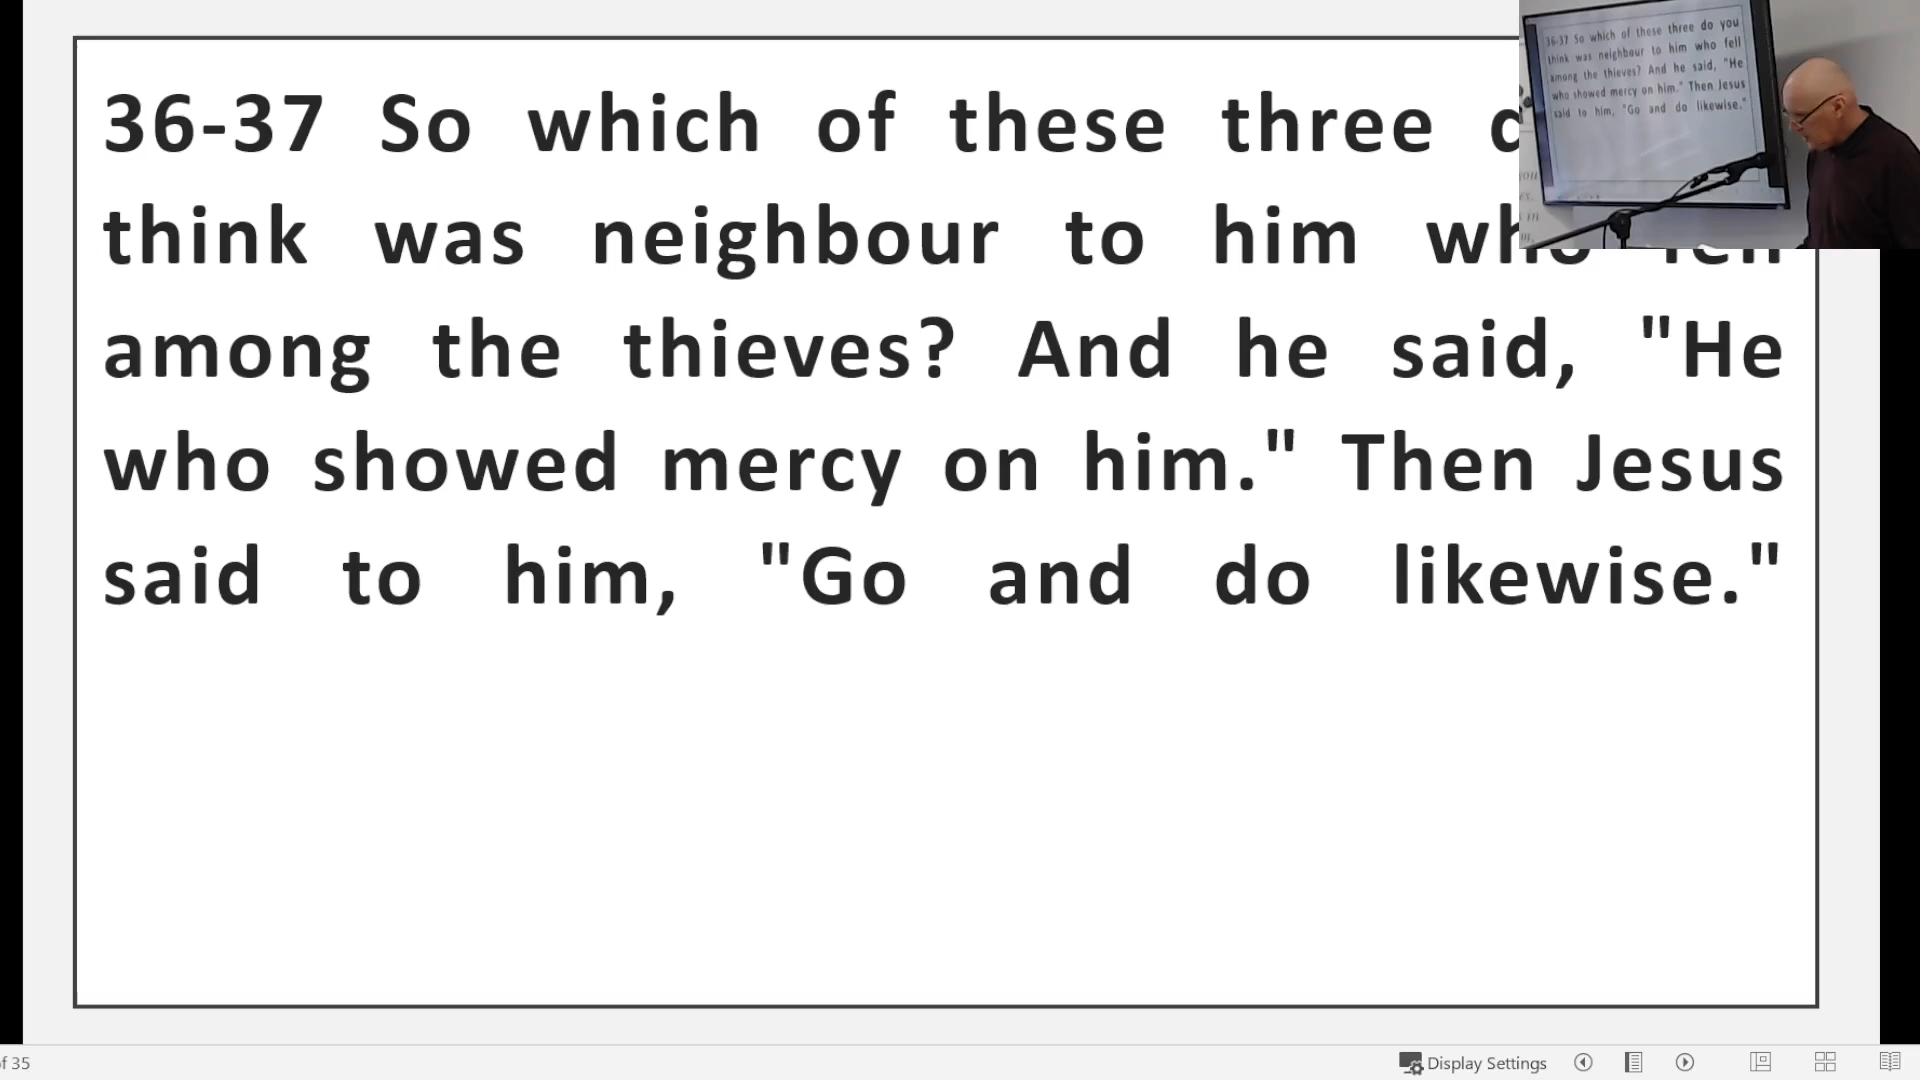 36-37 So which of these three
think was neighbour to him who fell
among the thieves? And he said, "He
who showed mercy on him." Then Jesus
said to him, "Go and do likewise."
36-37 So which of these three do you
think was neighbour to him who fell
among the thieves? And he said, "He
who showed mercy on him." Then Jesus
said to him, "Go and do likewise."
of 35
Display Settings